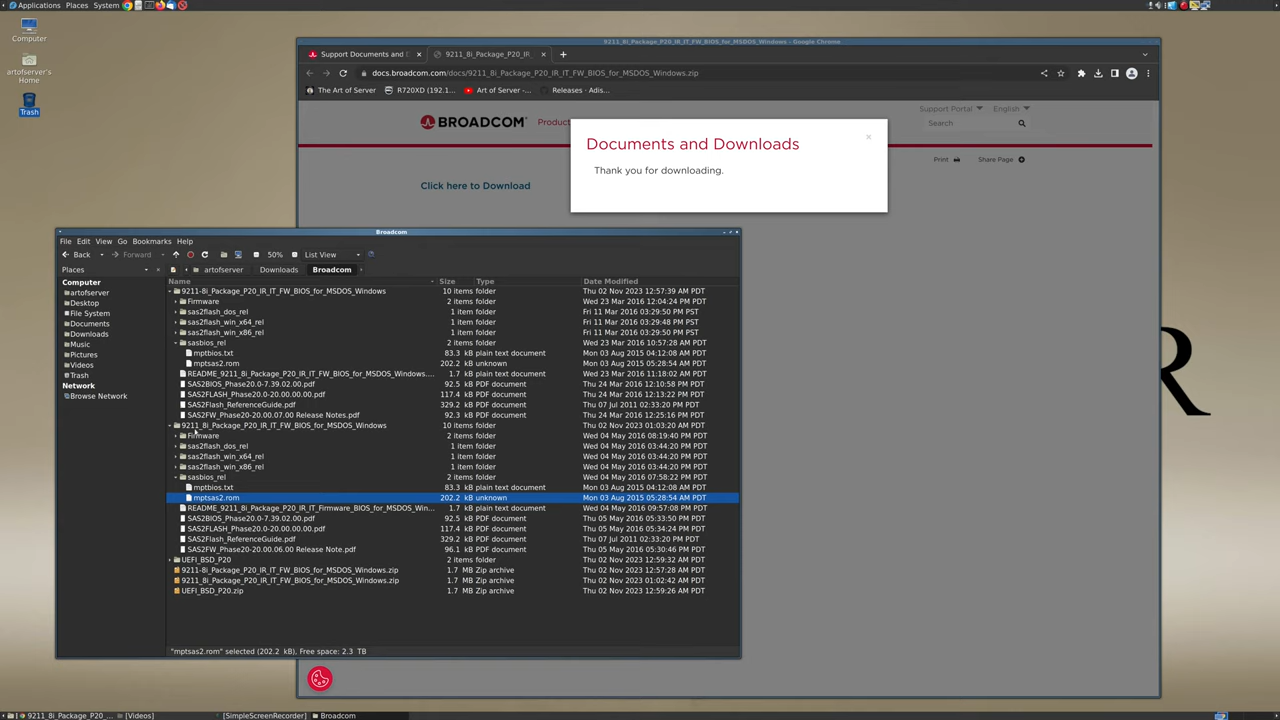 Applications Places System
Computer
artofserver's
Home
Trash
9211_8i_Package_P20_IR_IT_FW_BIOS_for_MSDOS_Windows - Google Chrome
Support Documents and D
9211_8i_Package_P20_IR_
docs.broadcom.com/docs/9211_8i_Package_P20_IR_IT_FW_BIOS_for_MSDOS_Windows.zip
The Art of Server R720XD (192.1... Art of Server -... Releases · Adis...
BROADCOM
Product
Support Portal English
Search
Print Share Page
Click here to Download
Documents and Downloads
×
Thank you for downloading.
Broadcom
File Edit View Go Bookmarks Help
Back Forward 50% List View
Places artofserver Downloads Broadcom
Computer
artofserver
Desktop
File System
Documents
Downloads
Music
Pictures
Videos
Trash
Network
Browse Network
Name Size Type Date Modified
9211-8i_Package_P20_IR_IT_FW_BIOS_for_MSDOS_Windows 10 items folder Thu 02 Nov 2023 12:57:39 AM PDT
Firmware 2 items folder Wed 23 Mar 2016 12:04:24 PM PDT
sas2flash_dos_rel 1 item folder Fri 11 Mar 2016 03:29:50 PM PDT
sas2flash_win_x64_rel 1 item folder Fri 11 Mar 2016 03:29:48 PM PST
sas2flash_win_x86_rel 1 item folder Fri 11 Mar 2016 03:29:50 PM PDT
sasbios_rel 2 items folder Wed 23 Mar 2016 10:57:28 AM PDT
mptbios.txt 83.3 kB plain text document Mon 03 Aug 2015 04:12:08 AM PDT
mptsas2.rom 202.2 kB unknown Mon 03 Aug 2015 05:28:54 AM PDT
README_9211_8i_Package_P20_IR_IT_FW_BIOS_for_MSDOS_Windows.... 1.7 kB plain text document Wed 23 Mar 2016 11:18:02 AM PDT
SAS2BIOS_Phase20.0-7.39.02.00.pdf 92.5 kB PDF document Thu 24 Mar 2016 12:10:58 PM PDT
SAS2FLASH_Phase20.0-20.00.00.00.pdf 117.4 kB PDF document Thu 24 Mar 2016 12:13:06 PM PDT
SAS2Flash_ReferenceGuide.pdf 329.2 kB PDF document Thu 07 Jul 2011 02:33:20 PM PDT
SAS2FW_Phase20-20.00.07.00 Release Notes.pdf 92.3 kB PDF document Thu 24 Mar 2016 12:25:16 PM PDT
9211_8i_Package_P20_IR_IT_FW_BIOS_for_MSDOS_Windows 10 items folder Thu 02 Nov 2023 01:03:20 AM PDT
Firmware 2 items folder Wed 04 May 2016 08:19:40 PM PDT
sas2flash_dos_rel 1 item folder Wed 04 May 2016 03:44:20 PM PDT
sas2flash_win_x64_rel 1 item folder Wed 04 May 2016 03:44:20 PM PDT
sas2flash_win_x86_rel 1 item folder Wed 04 May 2016 03:44:20 PM PDT
sasbios_rel 2 items folder Wed 04 May 2016 07:58:22 PM PDT
mptbios.txt 83.3 kB plain text document Mon 03 Aug 2015 04:12:08 AM PDT
mptsas2.rom 202.2 kB unknown Mon 03 Aug 2015 05:28:54 AM PDT
README_9211_8i_Package_P20_IR_IT_Firmware_BIOS_for_MSDOS_Win... 1.7 kB plain text document Wed 04 May 2016 09:57:08 PM PDT
SAS2BIOS_Phase20.0-7.39.02.00.pdf 92.5 kB PDF document Thu 05 May 2016 05:33:50 PM PDT
SAS2FLASH_Phase20.0-20.00.00.00.pdf 117.4 kB PDF document Thu 05 May 2016 05:34:24 PM PDT
SAS2Flash_ReferenceGuide.pdf 329.2 kB PDF document Thu 07 Jul 2011 02:33:20 PM PDT
SAS2FW_Phase20-20.00.06.00 Release Note.pdf 96.1 kB PDF document Thu 05 May 2016 05:30:46 PM PDT
UEFI_BSD_P20 2 items folder Thu 02 Nov 2023 12:59:32 AM PDT
9211-8i_Package_P20_IR_IT_FW_BIOS_for_MSDOS_Windows.zip 1.7 MB Zip archive Thu 02 Nov 2023 12:57:28 AM PDT
9211_8i_Package_P20_IR_IT_FW_BIOS_for_MSDOS_Windows.zip 1.7 MB Zip archive Thu 02 Nov 2023 01:02:42 AM PDT
UEFI_BSD_P20.zip 1.7 MB Zip archive Thu 02 Nov 2023 12:59:26 AM PDT
"mptsas2.rom" selected (202.2 kB), Free space: 2.3 TB
R
9211_8i_Package_P20_... [Videos] [SimpleScreenRecorder] Broadcom